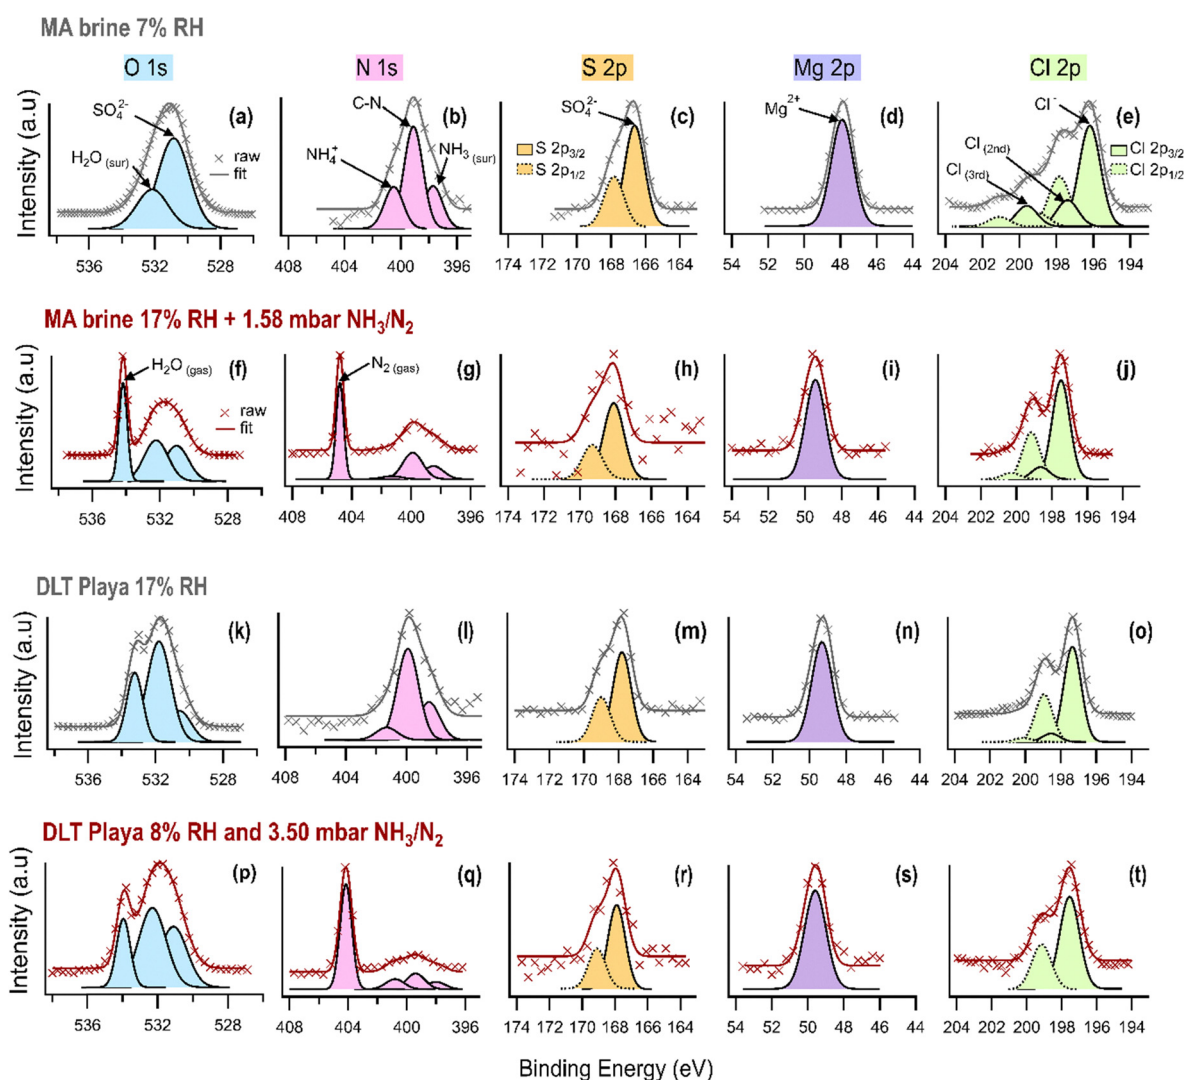 MA brine 7% RH
O 1s N 1s S 2p Mg 2p Cl 2p
Intensity (a.u)
(a) SO₄²⁻ H₂O (sur) × raw — fit
(b) C-N NH₄⁺ NH₃ (sur)
(c) SO₄²⁻ S 2p₃/₂ S 2p₁/₂
(d) Mg²⁺
(e) Cl⁻ Cl (2nd) Cl (3rd) Cl 2p₃/₂ Cl 2p₁/₂
536 532 528 408 404 400 396 174 172 170 168 166 164 54 52 50 48 46 44 204 202 200 198 196 194
MA brine 17% RH + 1.58 mbar NH₃/N₂
Intensity (a.u)
(f) H₂O (gas) × raw — fit
(g) N₂ (gas)
(h) (i) (j)
536 532 528 408 404 400 396 174 172 170 168 166 164 54 52 50 48 46 44 204 202 200 198 196 194
DLT Playa 17% RH
Intensity (a.u)
(k) (l) (m) (n) (o)
536 532 528 408 404 400 396 174 172 170 168 166 164 54 52 50 48 46 44 204 202 200 198 196 194
DLT Playa 8% RH and 3.50 mbar NH₃/N₂
Intensity (a.u)
(p) (q) (r) (s) (t)
536 532 528 408 404 400 396 174 172 170 168 166 164 54 52 50 48 46 44 204 202 200 198 196 194
Binding Energy (eV)